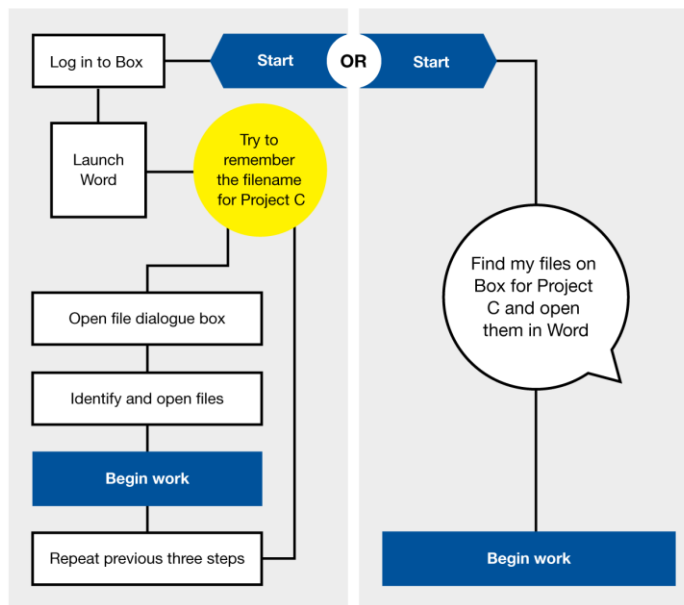 Log in to Box
Start
OR
Start
Launch
Word
Try to
remember
the filename
for Project C
Open file dialogue box
Identify and open files
Begin work
Repeat previous three steps
Find my files on
Box for Project
C and open
them in Word
Begin work